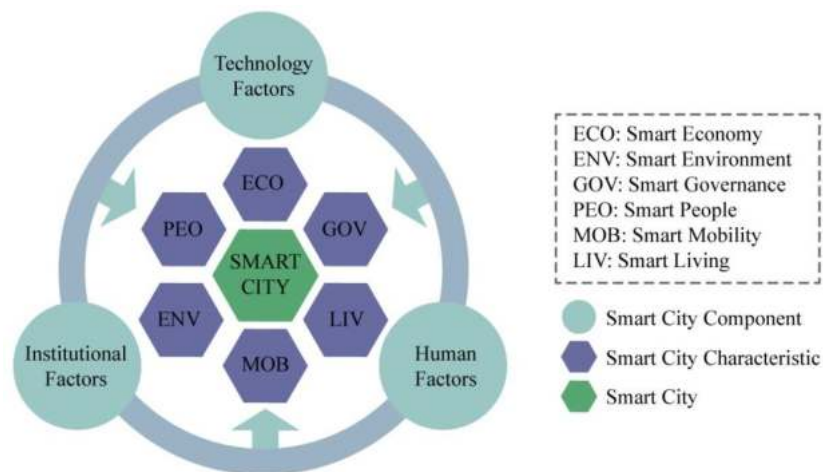 Technology
Factors
ECO
PEO
GOV
SMART
CITY
ENV
LIV
MOB
Institutional
Factors
Human
Factors
ECO: Smart Economy
ENV: Smart Environment
GOV: Smart Governance
PEO: Smart People
MOB: Smart Mobility
LIV: Smart Living
Smart City Component
Smart City Characteristic
Smart City